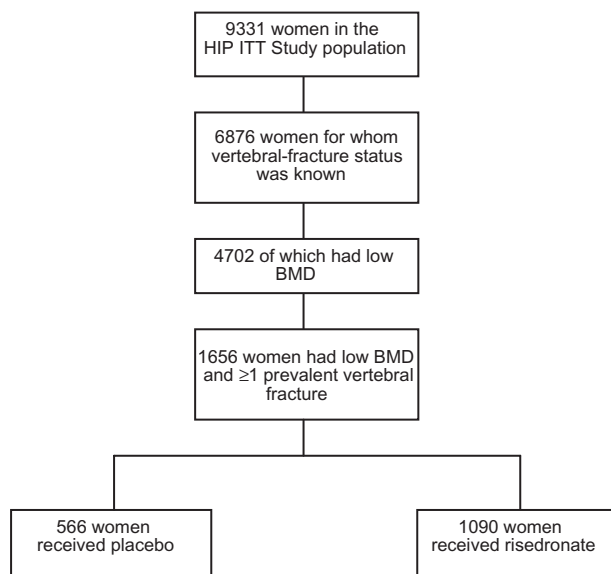 9331 women in the
HIP ITT Study population
6876 women for whom
vertebral-fracture status
was known
4702 of which had low
BMD
1656 women had low BMD
and ≥1 prevalent vertebral
fracture
566 women
received placebo
1090 women
received risedronate